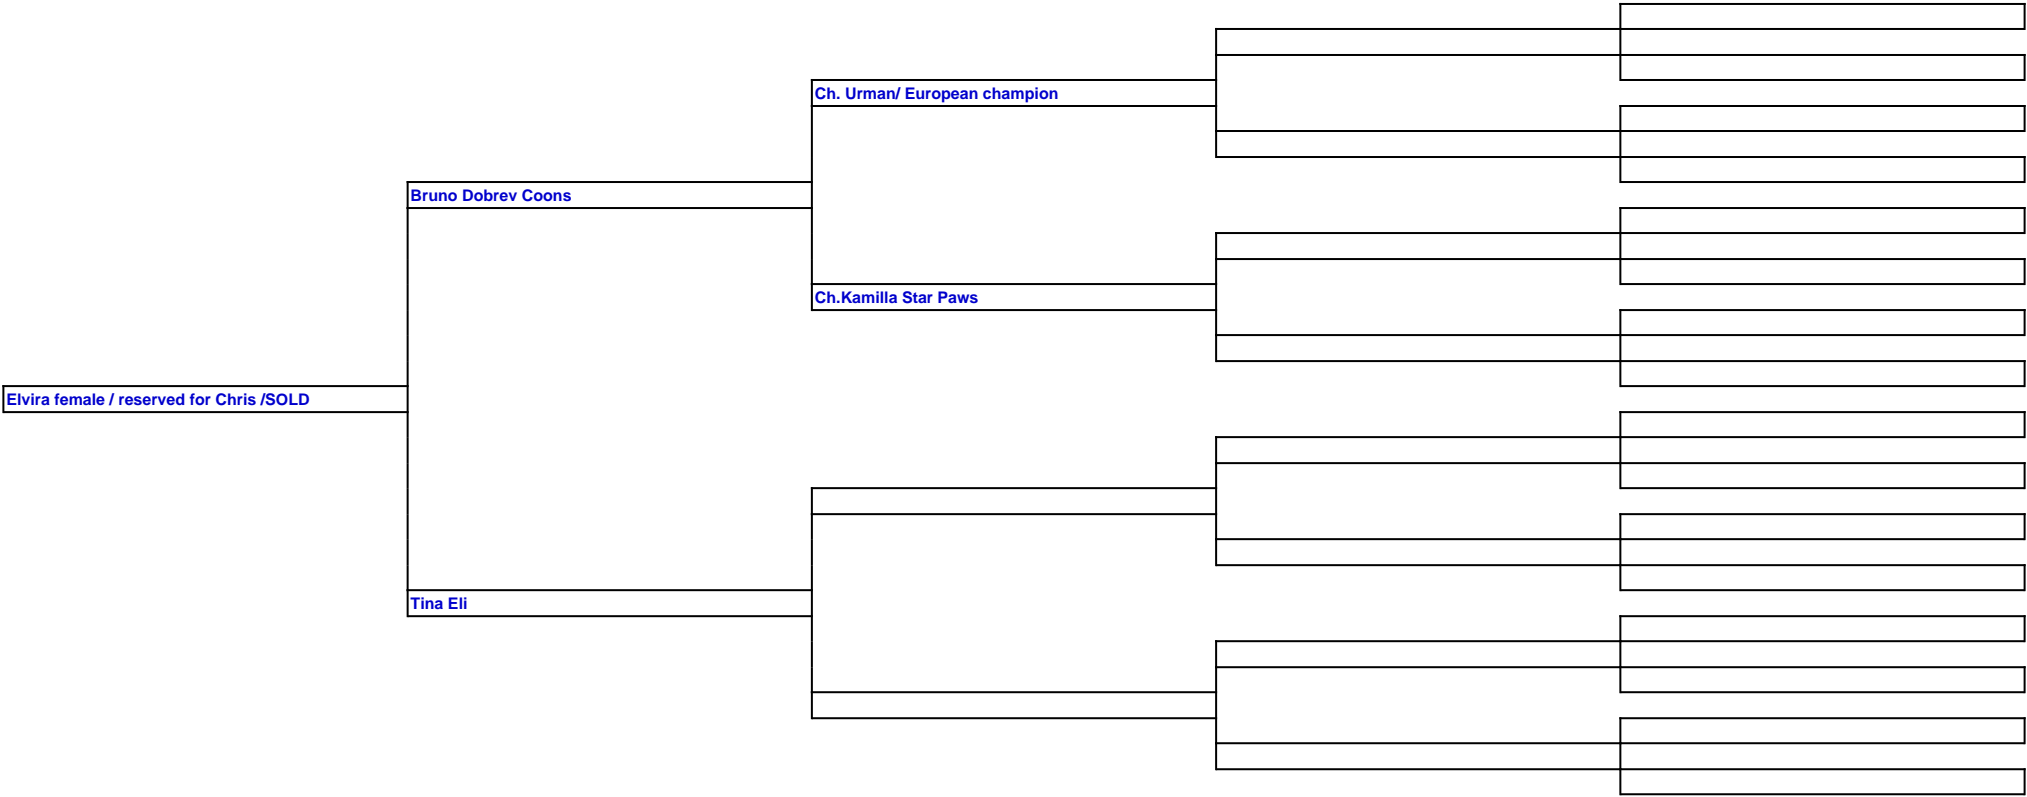 Ch. Urman/ European champion
Bruno Dobrev Coons
Ch.Kamilla Star Paws
Elvira female / reserved for Chris /SOLD
Tina Eli